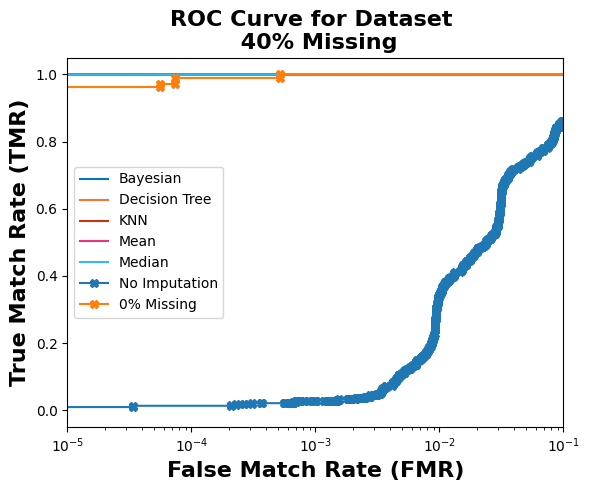 ROC Curve for Dataset
40% Missing
True Match Rate (TMR)
1.0
0.8
0.6
0.4
0.2
0.0
Bayesian
Decision Tree
KNN
Mean
Median
No Imputation
0% Missing
10⁻⁵
10⁻⁴
10⁻³
10⁻²
10⁻¹
False Match Rate (FMR)